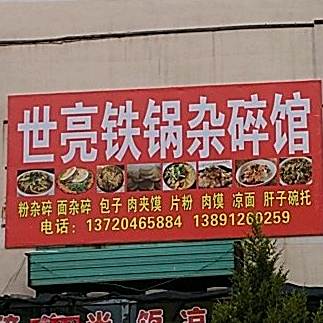 世亮铁锅杂碎馆
粉杂碎 面杂碎 包子 肉夹馍 片粉 肉馍 凉面 肝子碗托
电话：13720465884 13891260259